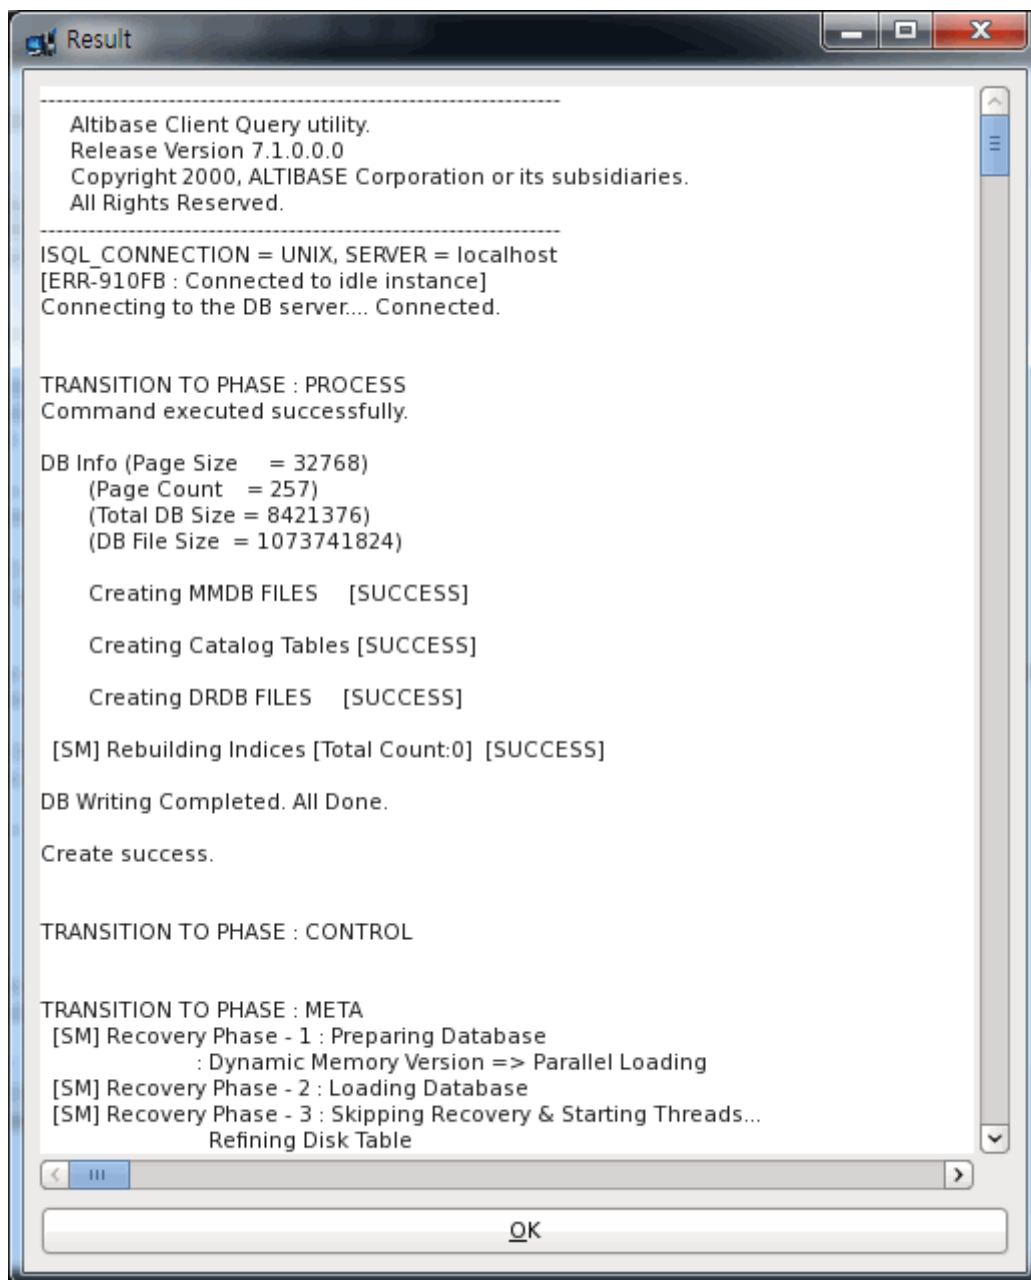 Result
--------------------------------------------------------------
Altibase Client Query utility.
Release Version 7.1.0.0.0
Copyright 2000, ALTIBASE Corporation or its subsidiaries.
All Rights Reserved.
--------------------------------------------------------------
ISQL_CONNECTION = UNIX, SERVER = localhost
[ERR-910FB : Connected to idle instance]
Connecting to the DB server.... Connected.
TRANSITION TO PHASE : PROCESS
Command executed successfully.
DB Info (Page Size = 32768)
(Page Count = 257)
(Total DB Size = 8421376)
(DB File Size = 1073741824)
Creating MMDB FILES [SUCCESS]
Creating Catalog Tables [SUCCESS]
Creating DRDB FILES [SUCCESS]
[SM] Rebuilding Indices [Total Count:0] [SUCCESS]
DB Writing Completed. All Done.
Create success.
TRANSITION TO PHASE : CONTROL
TRANSITION TO PHASE : META
[SM] Recovery Phase - 1 : Preparing Database
: Dynamic Memory Version => Parallel Loading
[SM] Recovery Phase - 2 : Loading Database
[SM] Recovery Phase - 3 : Skipping Recovery & Starting Threads...
Refining Disk Table
OK